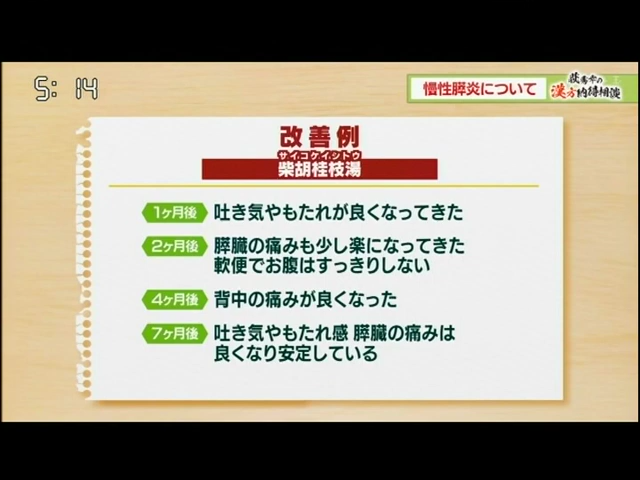 5:14
慢性膵炎について
漢方納得相談
改善例
サイコケイシトウ
柴胡桂枝湯
1ヶ月後 吐き気やもたれが良くなってきた
2ヶ月後 膵臓の痛みも少し楽になってきた
軟便でお腹はすっきりしない
4ヶ月後 背中の痛みが良くなった
7ヶ月後 吐き気やもたれ感 膵臓の痛みは
良くなり安定している